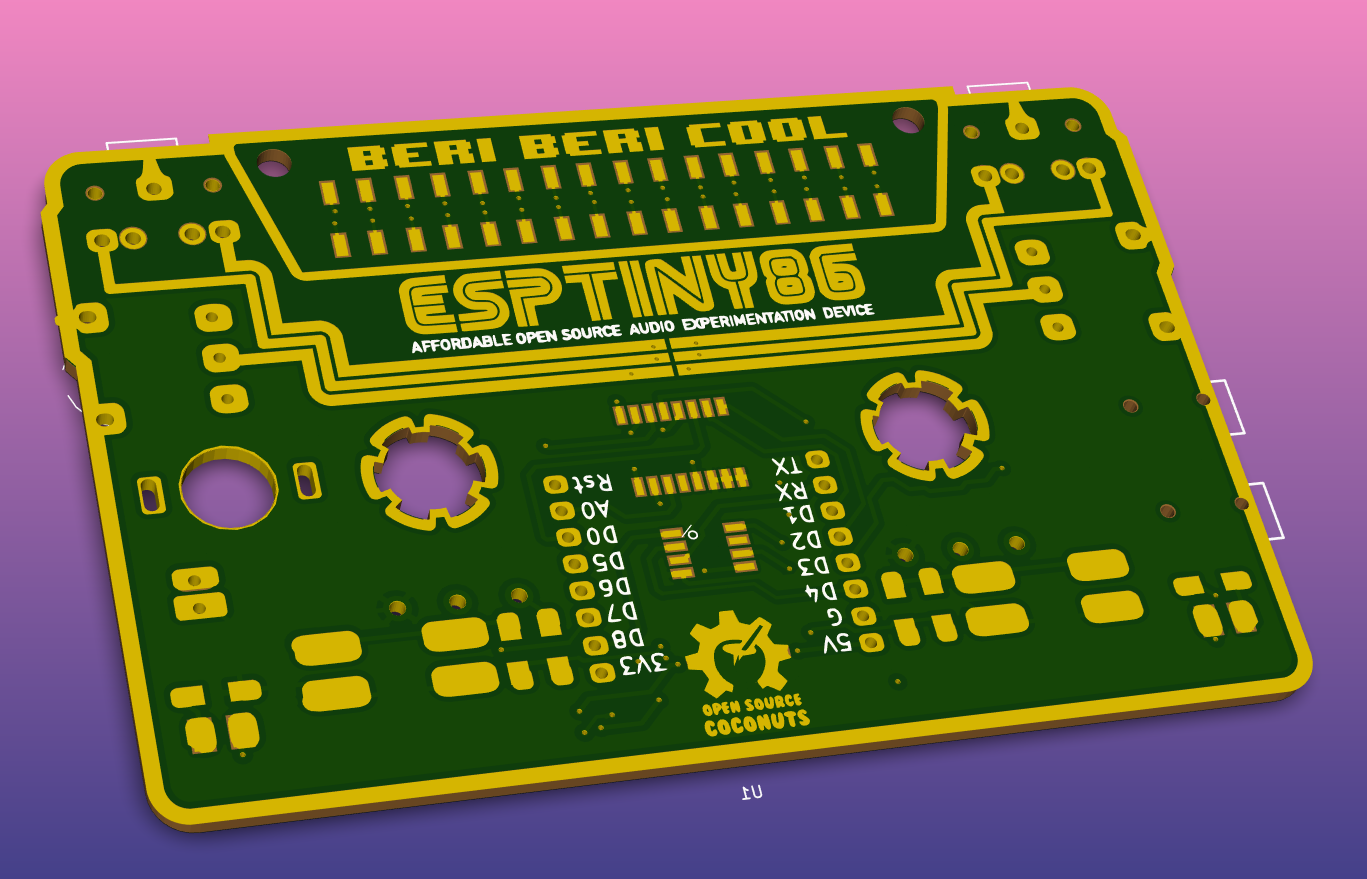 BERI BERI COOL
ESPTINY86
AFFORDABLE OPEN SOURCE AUDIO EXPERIMENTATION DEVICE
Rst
A0
D0
D5
D6
D7
D8
3V3
TX
RX
D1
D2
D3
D4
G
5V
OPEN SOURCE
COCONUTS
U1